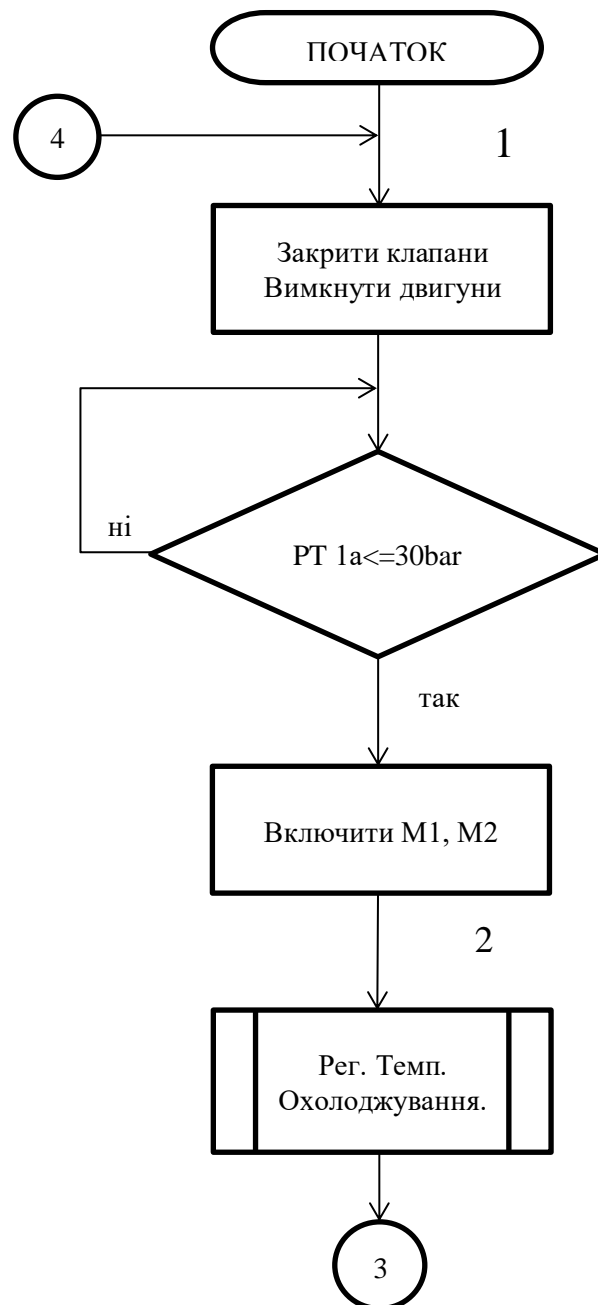 ПОЧАТОК
4
1
Закрити клапани
Вимкнути двигуни
ні
РТ 1а<=30bar
так
Включити М1, М2
2
Рег. Темп.
Охолоджування.
3